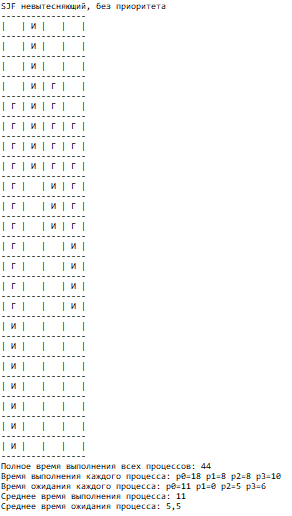 SJF невытесняющий, без приоритета
-----------------
|   | И |   |   |
-----------------
|   | И |   |   |
-----------------
|   | И |   |   |
-----------------
|   | И | Г |   |
-----------------
| Г | И | Г |   |
-----------------
| Г | И | Г | Г |
-----------------
| Г | И | Г | Г |
-----------------
| Г | И | Г | Г |
-----------------
| Г |   | И | Г |
-----------------
| Г |   | И | Г |
-----------------
| Г |   | И | Г |
-----------------
| Г |   |   | И |
-----------------
| Г |   |   | И |
-----------------
| Г |   |   | И |
-----------------
| Г |   |   | И |
-----------------
| И |   |   |   |
-----------------
| И |   |   |   |
-----------------
| И |   |   |   |
-----------------
| И |   |   |   |
-----------------
| И |   |   |   |
-----------------
| И |   |   |   |
-----------------
| И |   |   |   |
-----------------
Полное время выполнения всех процессов: 44
Время выполнения каждого процесса: p0=18 p1=8 p2=8 p3=10
Время ожидания каждого процесса: p0=11 p1=0 p2=5 p3=6
Среднее время выполнения процесса: 11
Среднее время ожидания процесса: 5,5